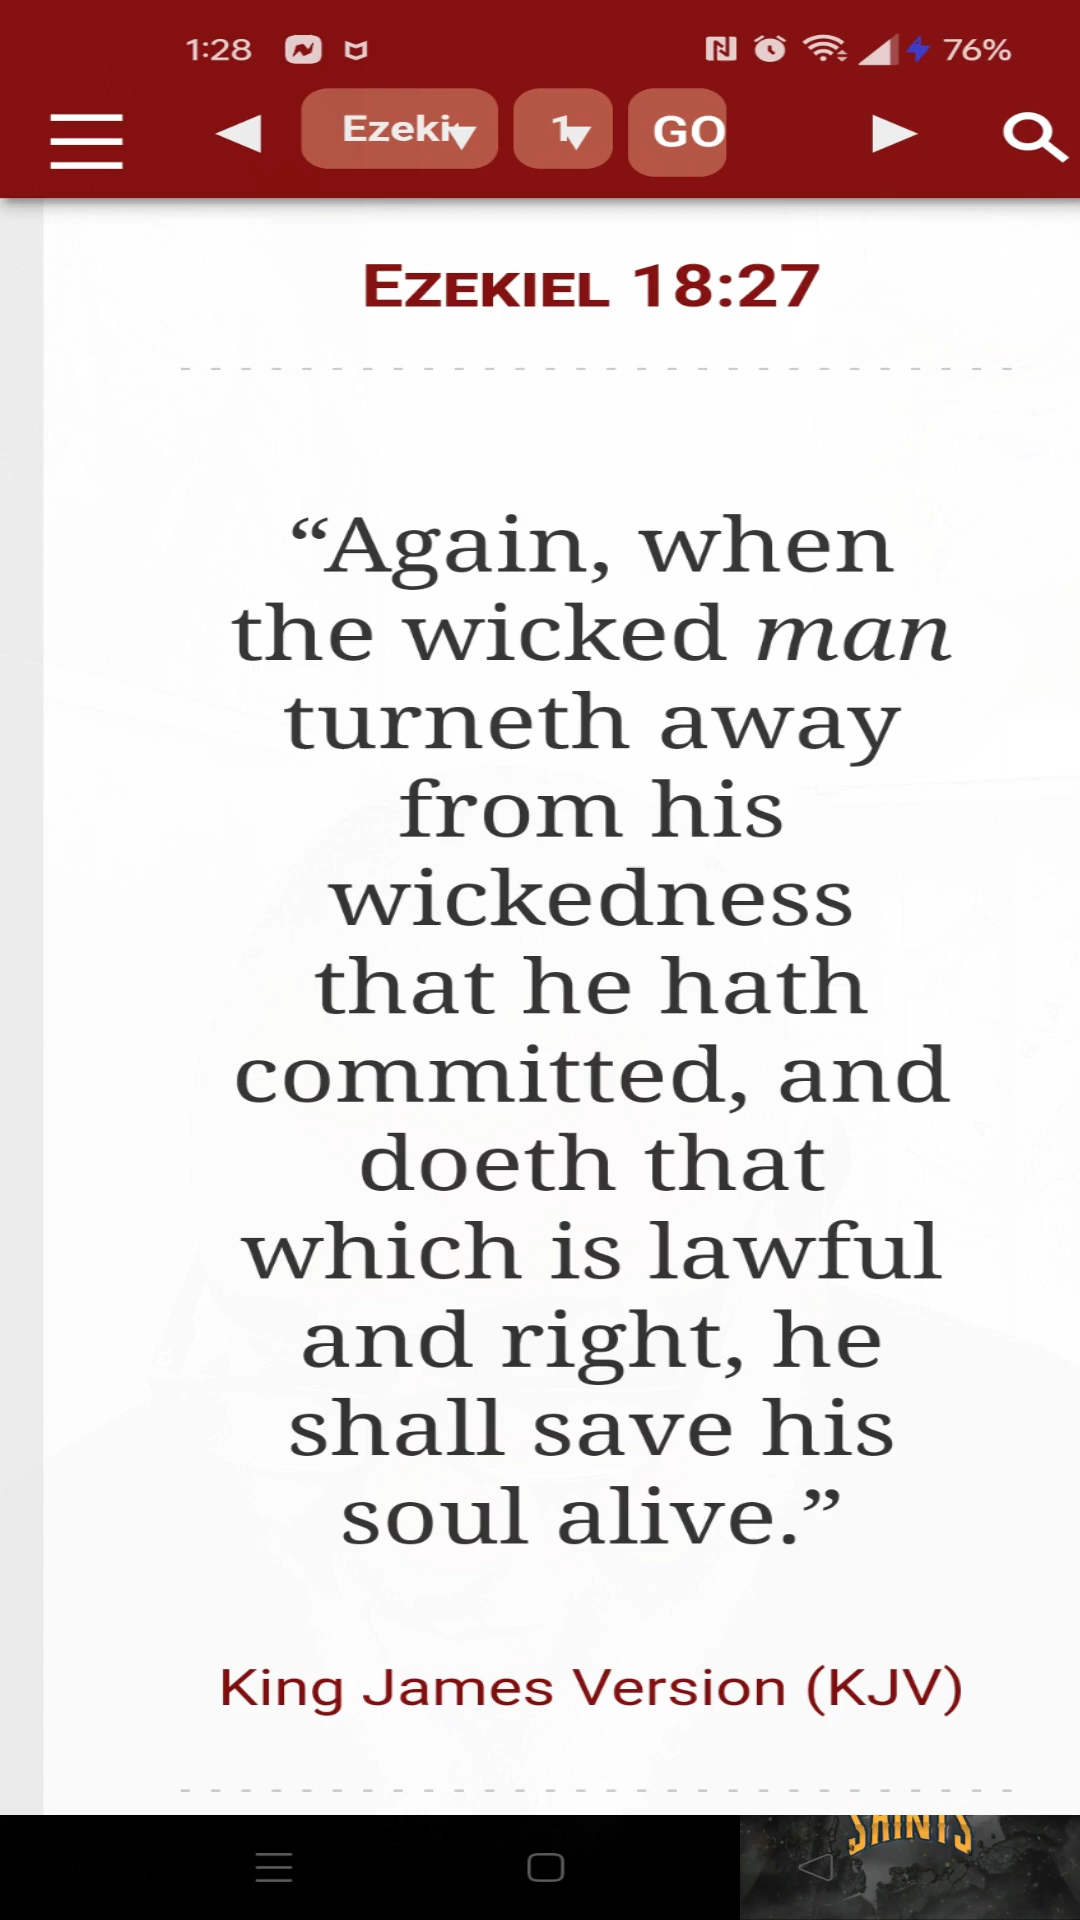 1:28 76%
Ezeki 1 GO
EZEKIEL 18:27
“Again, when
the wicked man
turneth away
from his
wickedness
that he hath
committed, and
doeth that
which is lawful
and right, he
shall save his
soul alive.”
King James Version (KJV)
SAINTS